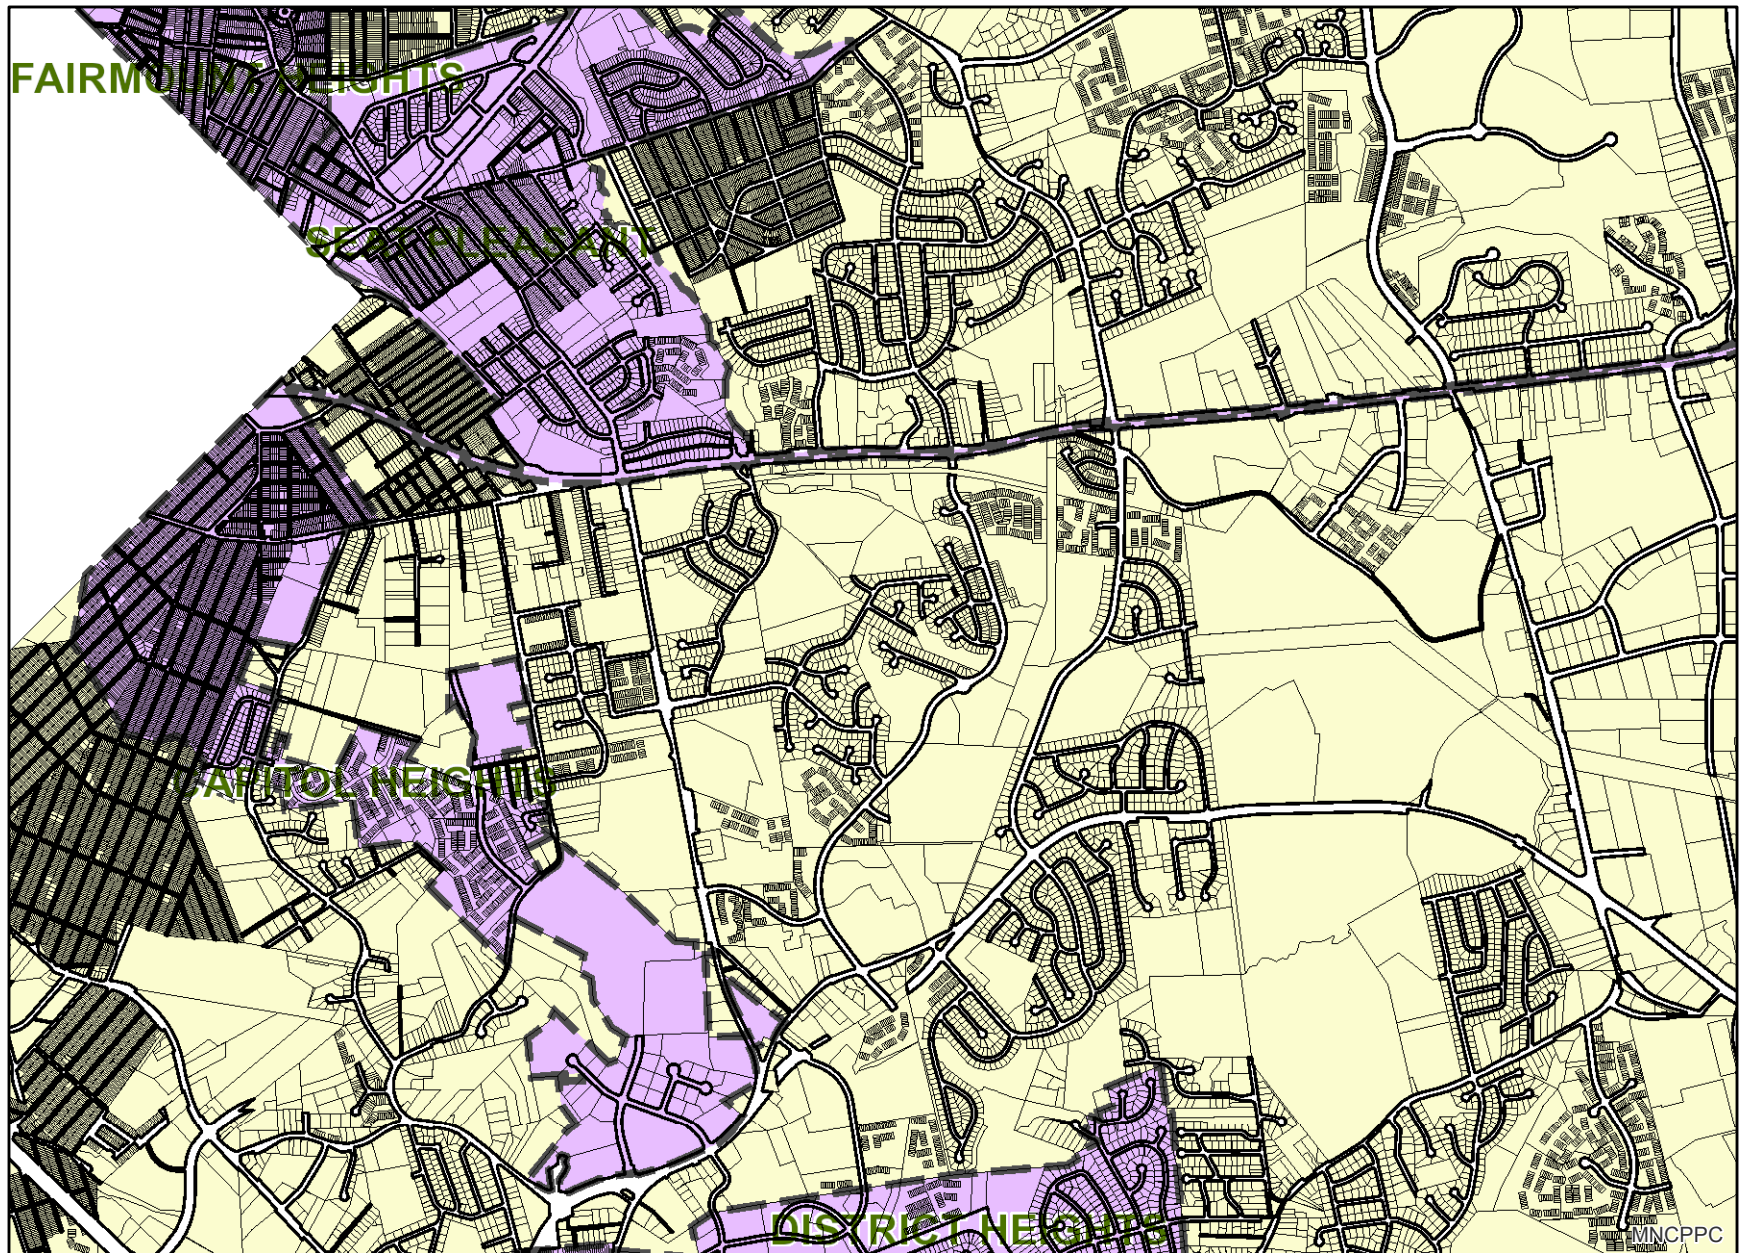 FAIRMOUNT HEIGHTS
SEAT PLEASANT
CAPITOL HEIGHTS
DISTRICT HEIGHTS
MNCPPC